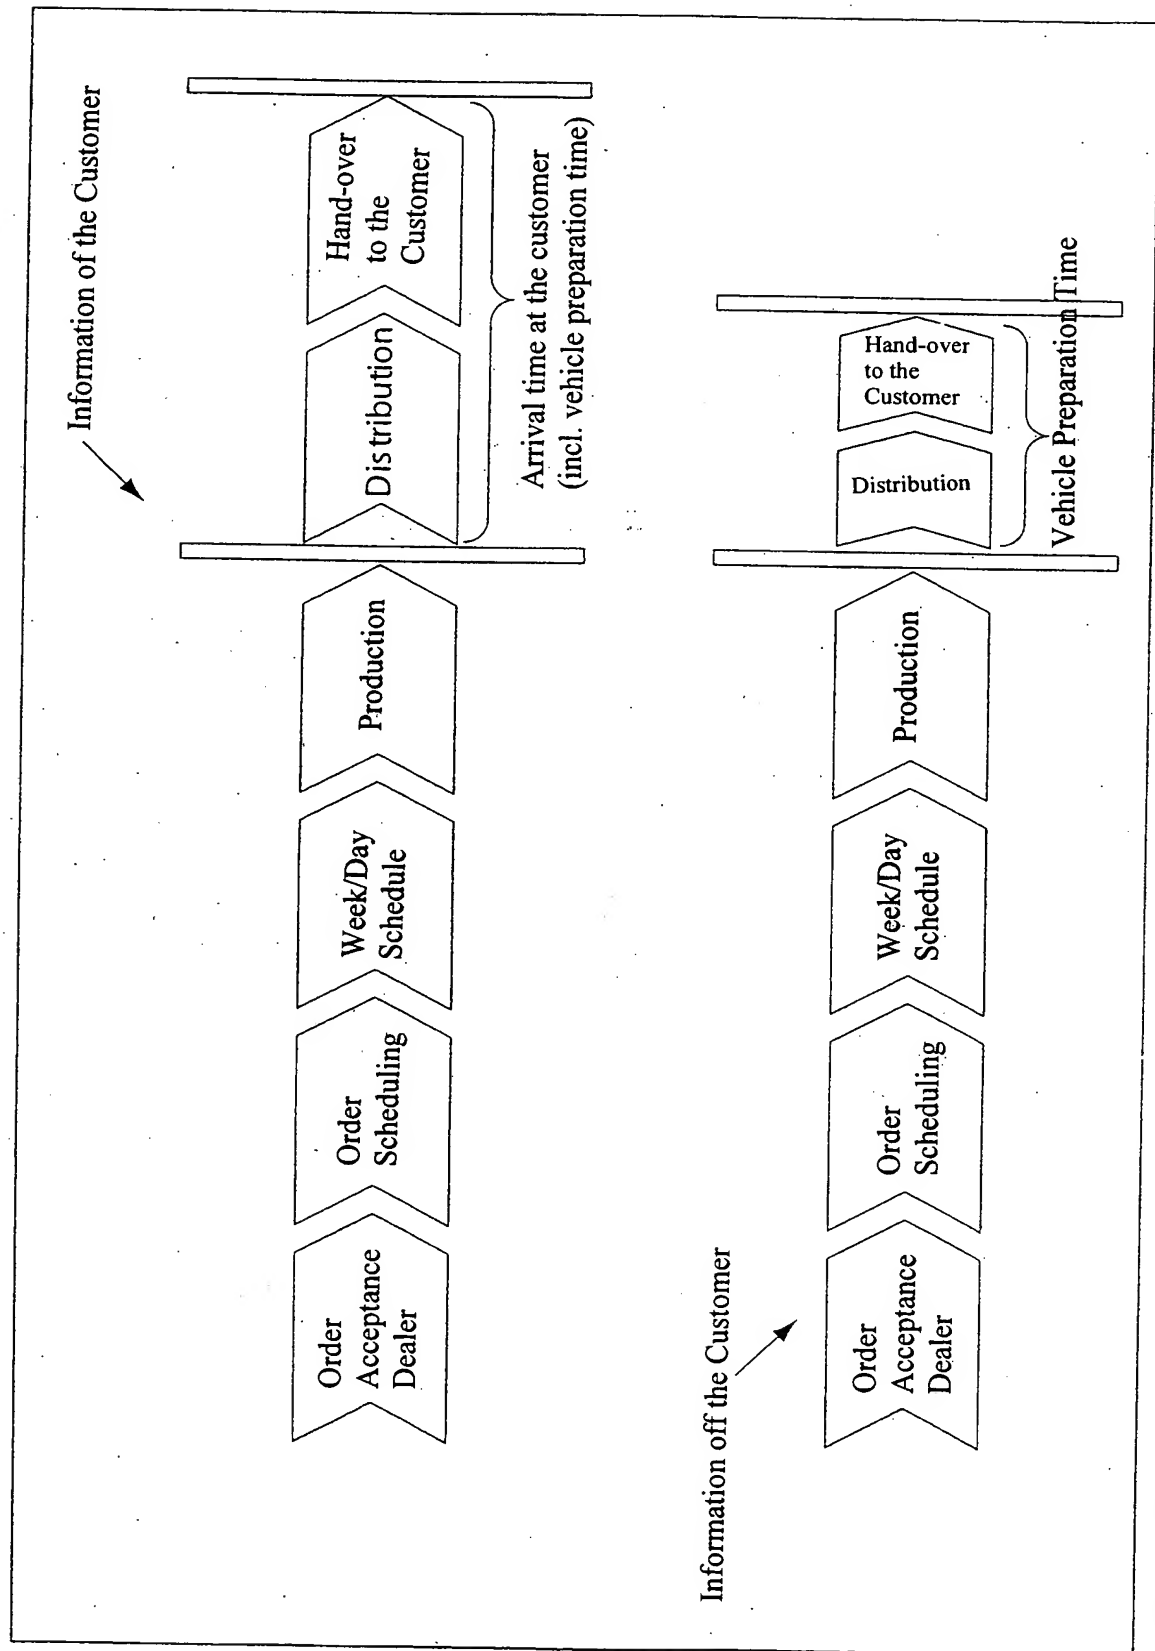 Information of the Customer
Order
Acceptance
Dealer
Order
Scheduling
Week/Day
Schedule
Production
Distribution
Hand-over
to the
Customer
Arrival time at the customer
(incl. vehicle preparation time)
Information off the Customer
Order
Acceptance
Dealer
Order
Scheduling
Week/Day
Schedule
Production
Distribution
Hand-over
to the
Customer
Vehicle Preparation Time